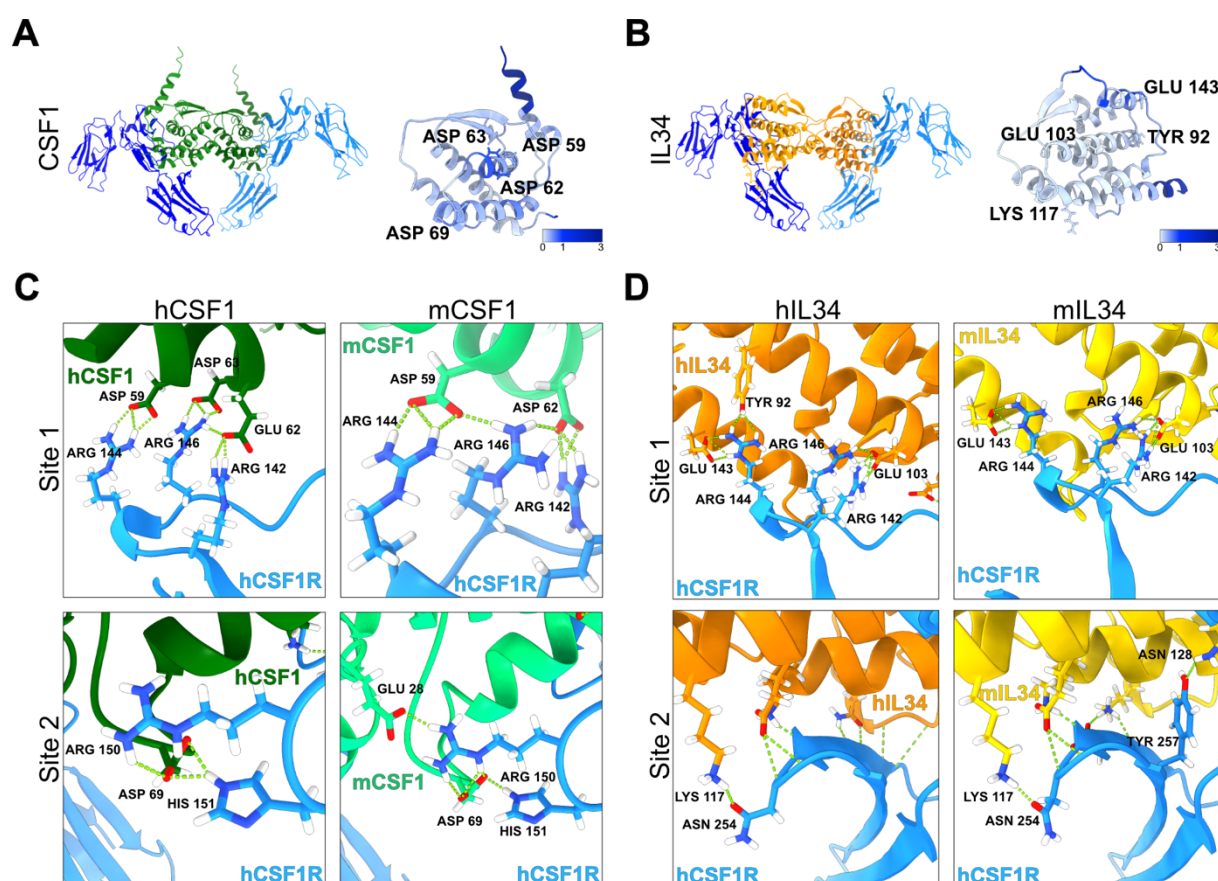 A
CSF1
ASP 63
ASP 59
ASP 62
ASP 69
0 1 3
B
IL34
GLU 143
GLU 103
TYR 92
LYS 117
0 1 3
C
hCSF1
mCSF1
Site 1
hCSF1
ASP 63
ASP 59
GLU 62
ARG 146
ARG 144
ARG 142
hCSF1R
mCSF1
ASP 59
ASP 62
ARG 144
ARG 146
ARG 142
hCSF1R
Site 2
hCSF1
ARG 150
ASP 69
HIS 151
hCSF1R
GLU 28
mCSF1
ARG 150
ASP 69
HIS 151
hCSF1R
D
hIL34
mIL34
Site 1
hIL34
TYR 92
ARG 146
GLU 143
GLU 103
ARG 144
ARG 142
hCSF1R
mIL34
ARG 146
GLU 143
GLU 103
ARG 144
ARG 142
hCSF1R
Site 2
hIL34
LYS 117
ASN 254
hCSF1R
ASN 128
mIL34
TYR 257
LYS 117
ASN 254
hCSF1R